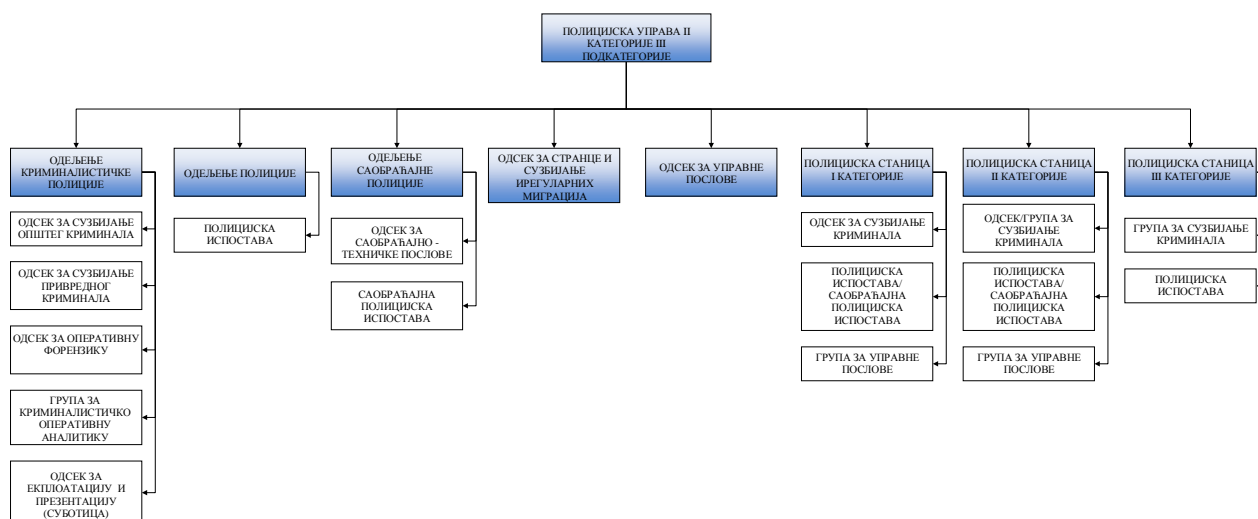 ПОЛИЦИЈСКА УПРАВА II
КАТЕГОРИЈЕ III
ПОДКАТЕГОРИЈЕ
ОДЕЉЕЊЕ
КРИМИНАЛИСТИЧКЕ
ПОЛИЦИЈЕ
ОДСЕК ЗА СУЗБИЈАЊЕ
ОПШТЕГ КРИМИНАЛА
ОДСЕК ЗА СУЗБИЈАЊЕ
ПРИВРЕДНОГ
КРИМИНАЛА
ОДСЕК ЗА ОПЕРАТИВНУ
ФОРЕНЗИКУ
ГРУПА ЗА
КРИМИНАЛИСТИЧКО
ОПЕРАТИВНУ
АНАЛИТИКУ
ОДСЕК ЗА
ЕКПЛОАТАЦИЈУ И
ПРЕЗЕНТАЦИЈУ
(СУБОТИЦА)
ОДЕЉЕЊЕ ПОЛИЦИЈЕ
ПОЛИЦИЈСКА
ИСПОСТАВА
ОДЕЉЕЊЕ
САОБРАЋАЈНЕ
ПОЛИЦИЈЕ
ОДСЕК ЗА
САОБРАЋАЈНО -
ТЕХНИЧКЕ ПОСЛОВЕ
САОБРАЋАЈНА
ПОЛИЦИЈСКА
ИСПОСТАВА
ОДСЕК ЗА СТРАНЦЕ И
СУЗБИЈАЊЕ
ИРЕГУЛАРНИХ
МИГРАЦИЈА
ОДСЕК ЗА УПРАВНЕ
ПОСЛОВЕ
ПОЛИЦИЈСКА СТАНИЦА
I КАТЕГОРИЈЕ
ОДСЕК ЗА СУЗБИЈАЊЕ
КРИМИНАЛА
ПОЛИЦИЈСКА
ИСПОСТАВА/
САОБРАЋАЈНА
ПОЛИЦИЈСКА
ИСПОСТАВА
ГРУПА ЗА УПРАВНЕ
ПОСЛОВЕ
ПОЛИЦИЈСКА СТАНИЦА
II КАТЕГОРИЈЕ
ОДСЕК/ГРУПА ЗА
СУЗБИЈАЊЕ
КРИМИНАЛА
ПОЛИЦИЈСКА
ИСПОСТАВА/
САОБРАЋАЈНА
ПОЛИЦИЈСКА
ИСПОСТАВА
ГРУПА ЗА УПРАВНЕ
ПОСЛОВЕ
ПОЛИЦИЈСКА СТАНИЦА
III КАТЕГОРИЈЕ
ГРУПА ЗА СУЗБИЈАЊЕ
КРИМИНАЛА
ПОЛИЦИЈСКА
ИСПОСТАВА